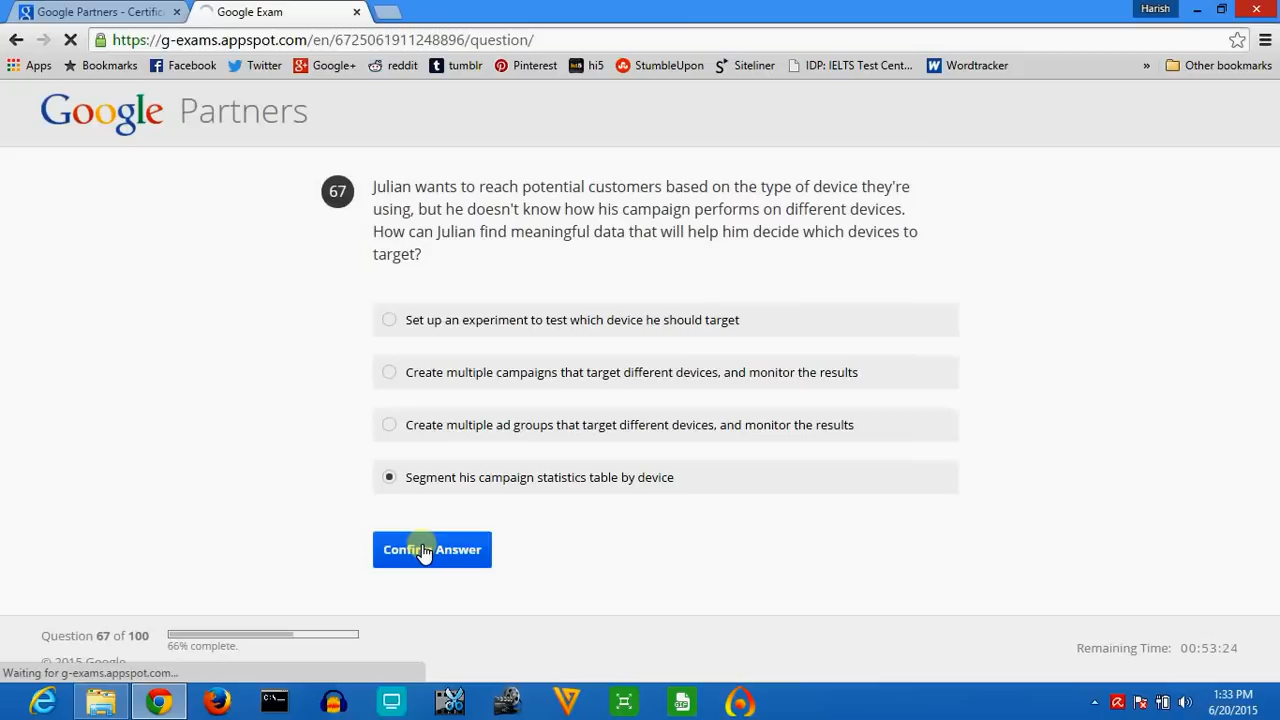 Google Partners - Certific
Google Exam
Harish
https://g-exams.appspot.com/en/6725061911248896/question/
Apps
Bookmarks
Facebook
Twitter
Google+
reddit
tumblr
Pinterest
hi5
StumbleUpon
Siteliner
IDP: IELTS Test Cent...
Wordtracker
Other bookmarks
Google Partners
67
Julian wants to reach potential customers based on the type of device they're
using, but he doesn't know how his campaign performs on different devices.
How can Julian find meaningful data that will help him decide which devices to
target?
Set up an experiment to test which device he should target
Create multiple campaigns that target different devices, and monitor the results
Create multiple ad groups that target different devices, and monitor the results
Segment his campaign statistics table by device
Confirm Answer
Question 67 of 100
66% complete.
Remaining Time: 00:53:24
© 2015 Google
Waiting for g-exams.appspot.com...
1:33 PM
6/20/2015